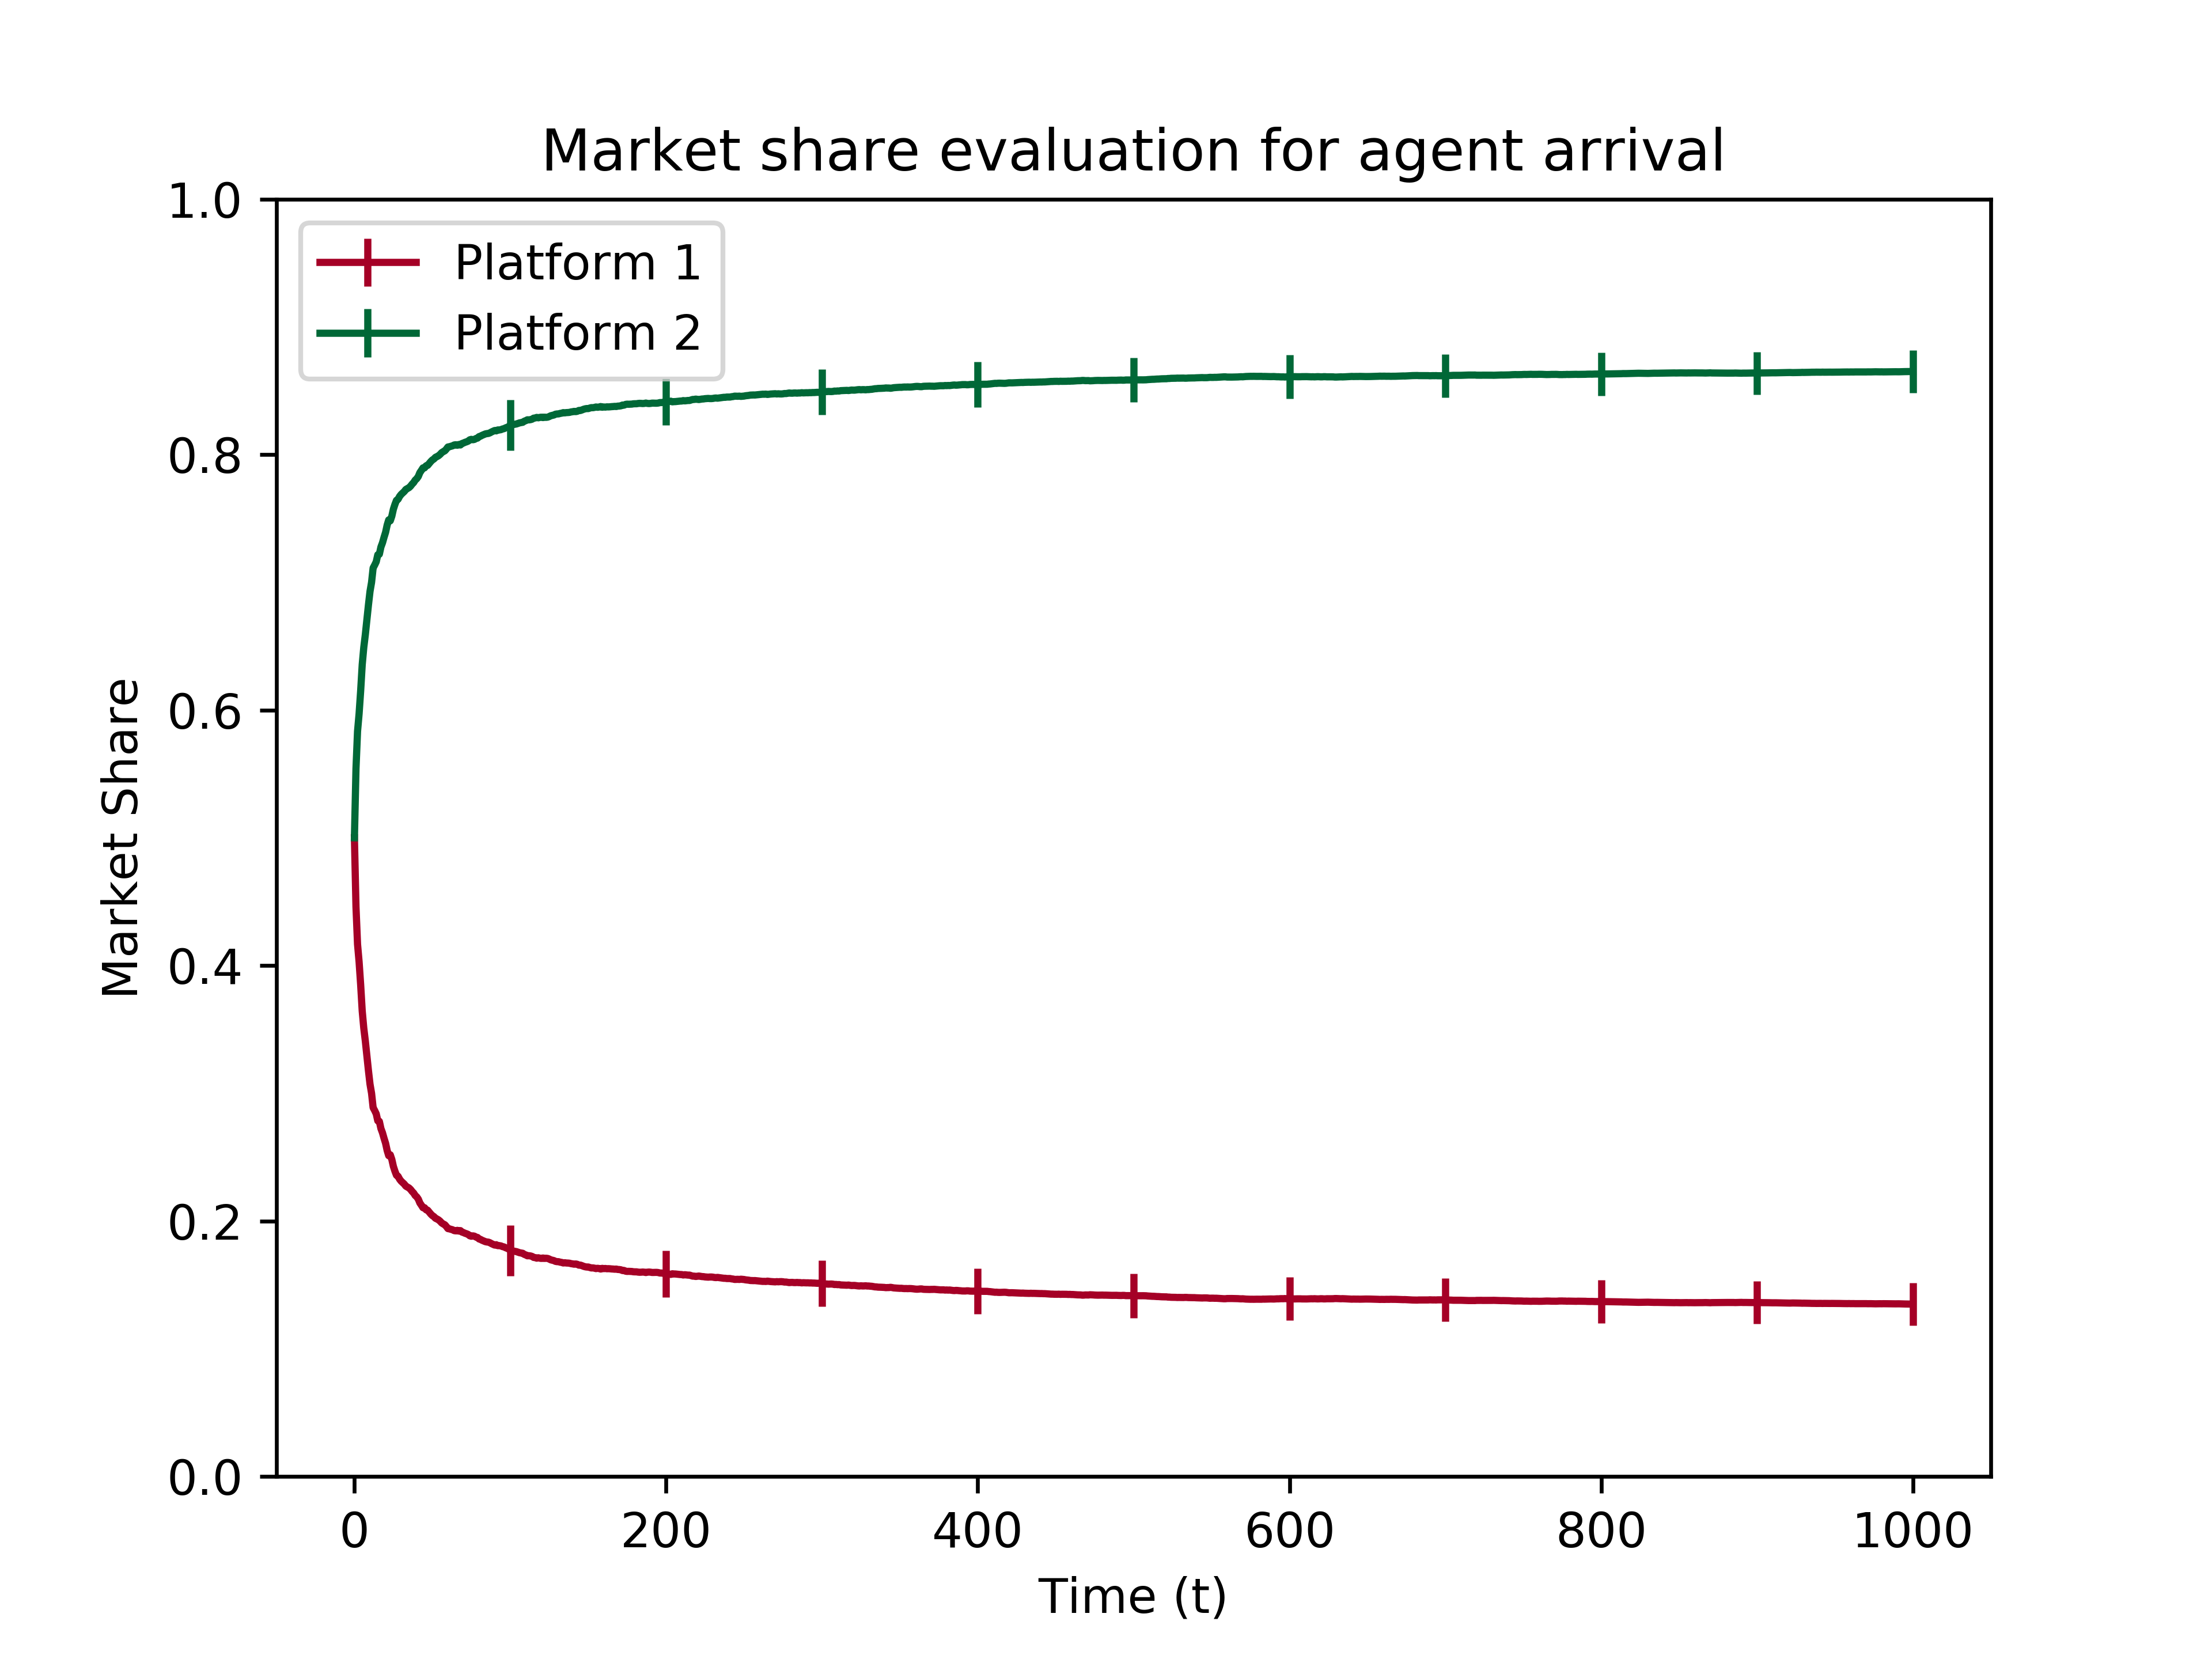 Market share evaluation for agent arrival
Platform 1
Platform 2
Market Share
1.0
0.8
0.6
0.4
0.2
0.0
0
200
400
600
800
1000
Time (t)